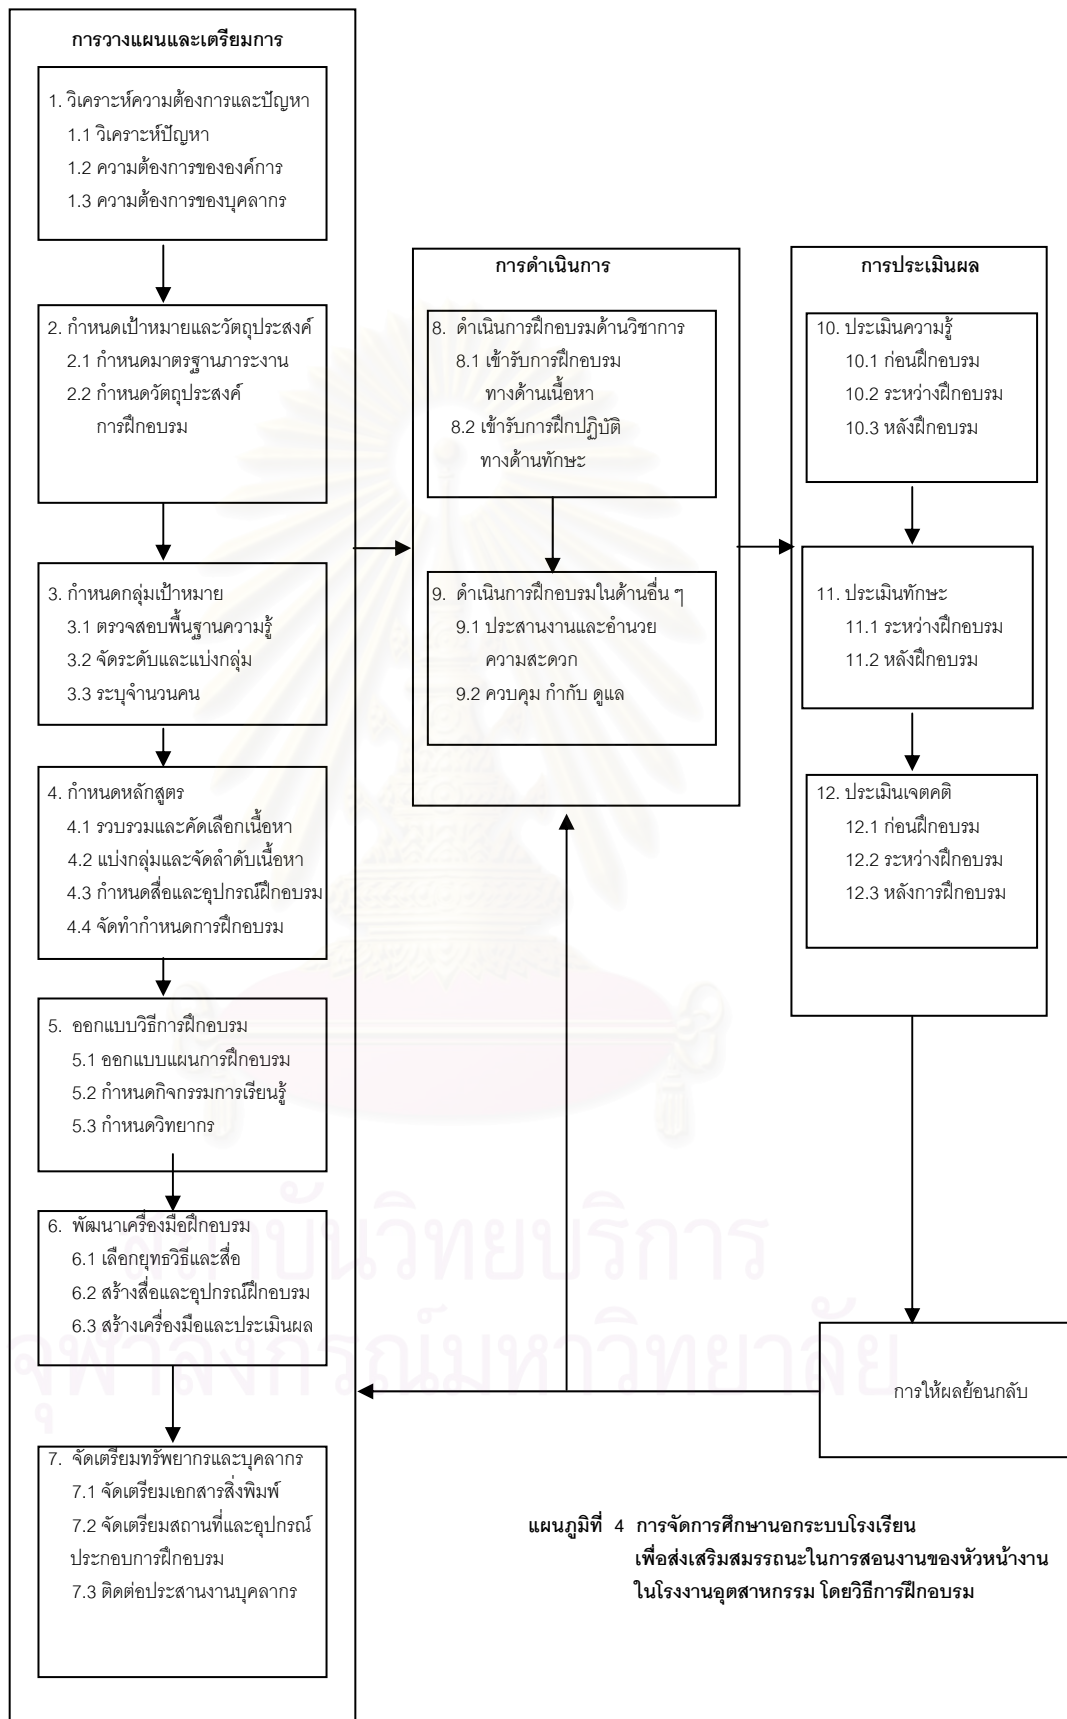 การวางแผนและเตรียมการ
1. วิเคราะห์ความต้องการและปัญหา
1.1 วิเคราะห์ปัญหา
1.2 ความต้องการขององค์การ
1.3 ความต้องการของบุคลากร
2. กำหนดเป้าหมายและวัตถุประสงค์
2.1 กำหนดมาตรฐานภาระงาน
2.2 กำหนดวัตถุประสงค์
การฝึกอบรม
3. กำหนดกลุ่มเป้าหมาย
3.1 ตรวจสอบพื้นฐานความรู้
3.2 จัดระดับและแบ่งกลุ่ม
3.3 ระบุจำนวนคน
4. กำหนดหลักสูตร
4.1 รวบรวมและคัดเลือกเนื้อหา
4.2 แบ่งกลุ่มและจัดลำดับเนื้อหา
4.3 กำหนดสื่อและอุปกรณ์ฝึกอบรม
4.4 จัดทำกำหนดการฝึกอบรม
5. ออกแบบวิธีการฝึกอบรม
5.1 ออกแบบแผนการฝึกอบรม
5.2 กำหนดกิจกรรมการเรียนรู้
5.3 กำหนดวิทยากร
6. พัฒนาเครื่องมือฝึกอบรม
6.1 เลือกยุทธวิธีและสื่อ
6.2 สร้างสื่อและอุปกรณ์ฝึกอบรม
6.3 สร้างเครื่องมือและประเมินผล
7. จัดเตรียมทรัพยากรและบุคลากร
7.1 จัดเตรียมเอกสารสิ่งพิมพ์
7.2 จัดเตรียมสถานที่และอุปกรณ์
ประกอบการฝึกอบรม
7.3 ติดต่อประสานงานบุคลากร
การดำเนินการ
8. ดำเนินการฝึกอบรมด้านวิชาการ
8.1 เข้ารับการฝึกอบรม
ทางด้านเนื้อหา
8.2 เข้ารับการฝึกปฏิบัติ
ทางด้านทักษะ
9. ดำเนินการฝึกอบรมในด้านอื่น ๆ
9.1 ประสานงานและอำนวย
ความสะดวก
9.2 ควบคุม กำกับ ดูแล
การประเมินผล
10. ประเมินความรู้
10.1 ก่อนฝึกอบรม
10.2 ระหว่างฝึกอบรม
10.3 หลังฝึกอบรม
11. ประเมินทักษะ
11.1 ระหว่างฝึกอบรม
11.2 หลังฝึกอบรม
12. ประเมินเจตคติ
12.1 ก่อนฝึกอบรม
12.2 ระหว่างฝึกอบรม
12.3 หลังการฝึกอบรม
การให้ผลย้อนกลับ
แผนภูมิที่ 4 การจัดการศึกษานอกระบบโรงเรียน
เพื่อส่งเสริมสมรรถนะในการสอนงานของหัวหน้างาน
ในโรงงานอุตสาหกรรม โดยวิธีการฝึกอบรม
สถาบันวิทยบริการ
จุฬาลงกรณ์มหาวิทยาลัย